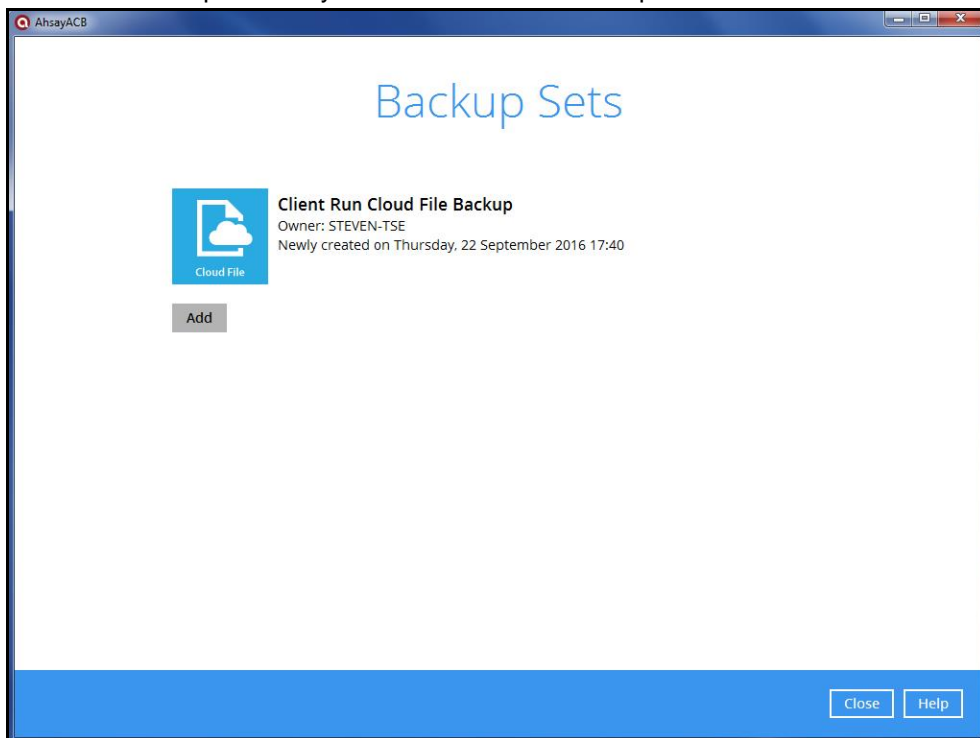 AhsayACB
Backup Sets
Client Run Cloud File Backup
Owner: STEVEN-TSE
Newly created on Thursday, 22 September 2016 17:40
Cloud File
Add
Close
Help